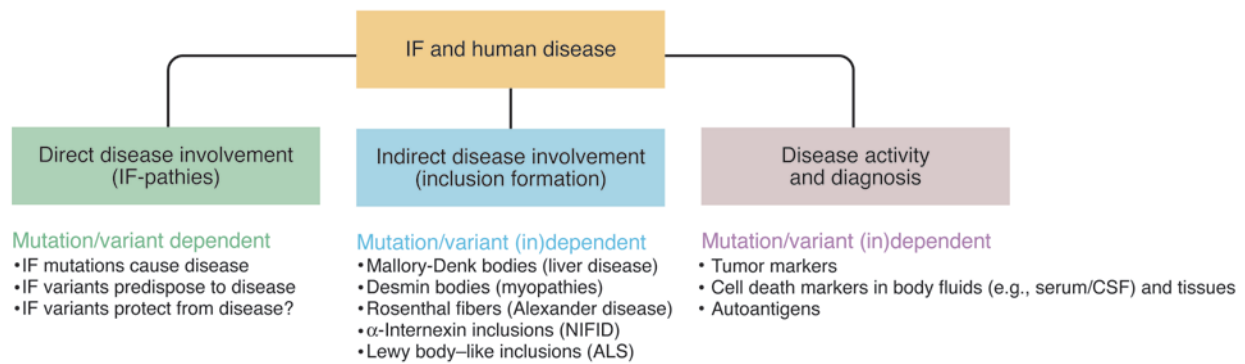 IF and human disease
Direct disease involvement
(IF-pathies)
Indirect disease involvement
(inclusion formation)
Disease activity
and diagnosis
Mutation/variant dependent
•IF mutations cause disease
•IF variants predispose to disease
•IF variants protect from disease?
Mutation/variant (in)dependent
•Mallory-Denk bodies (liver disease)
•Desmin bodies (myopathies)
•Rosenthal fibers (Alexander disease)
•α-Internexin inclusions (NIFID)
•Lewy body–like inclusions (ALS)
Mutation/variant (in)dependent
• Tumor markers
• Cell death markers in body fluids (e.g., serum/CSF) and tissues
• Autoantigens